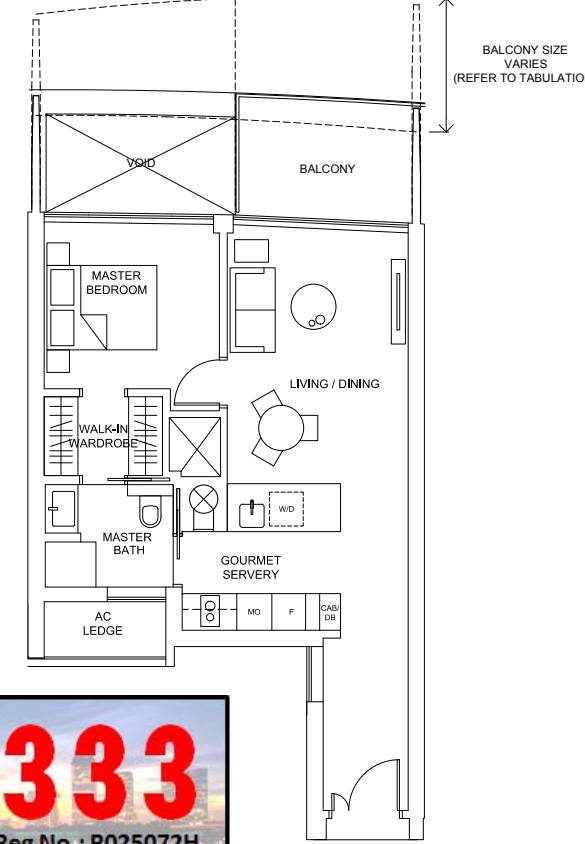 BALCONY SIZE
VARIES
(REFER TO TABULATIO
VOID
BALCONY
MASTER
BEDROOM
LIVING / DINING
WALK-IN
WARDROBE
W/D
MASTER
BATH
GOURMET
SERVERY
AC
LEDGE
MO
F
CAB/
DB
333
Reg No : R025072H